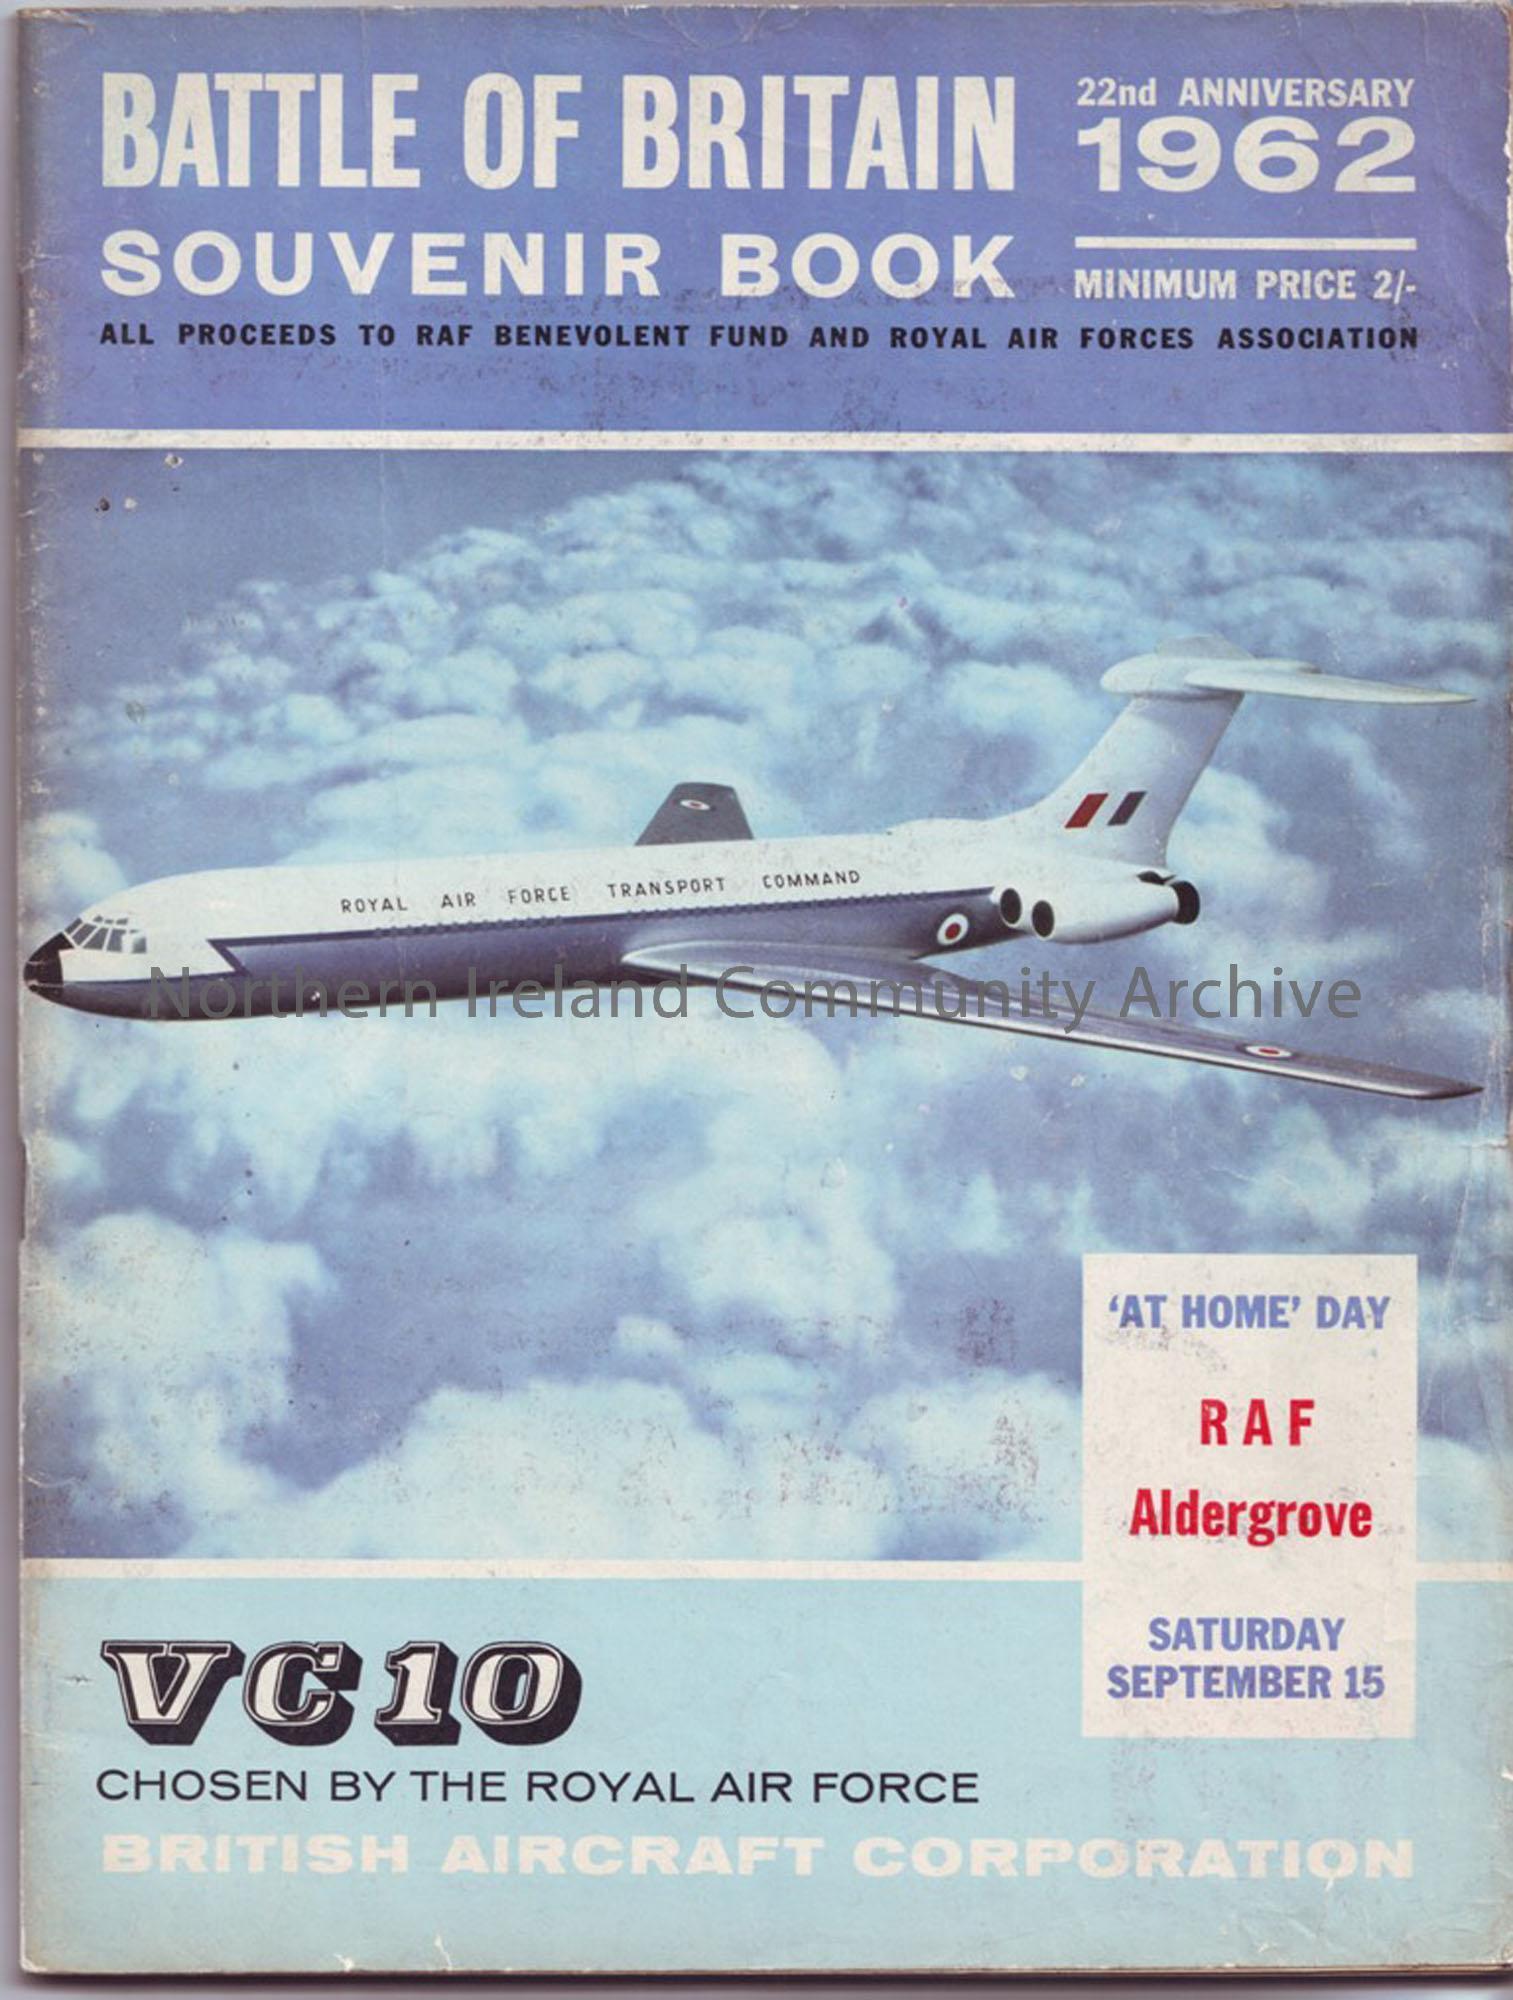 BATTLE OF BRITAIN
SOUVENIR BOOK
22nd ANNIVERSARY
1962
MINIMUM PRICE 2/-
ALL PROCEEDS TO RAF BENEVOLENT FUND AND ROYAL AIR FORCES ASSOCIATION
ROYAL AIR FORCE TRANSPORT COMMAND
Northern Ireland Community Archive
‘AT HOME’ DAY
RAF
Aldergrove
SATURDAY
SEPTEMBER 15
VC10
CHOSEN BY THE ROYAL AIR FORCE
BRITISH AIRCRAFT CORPORATION